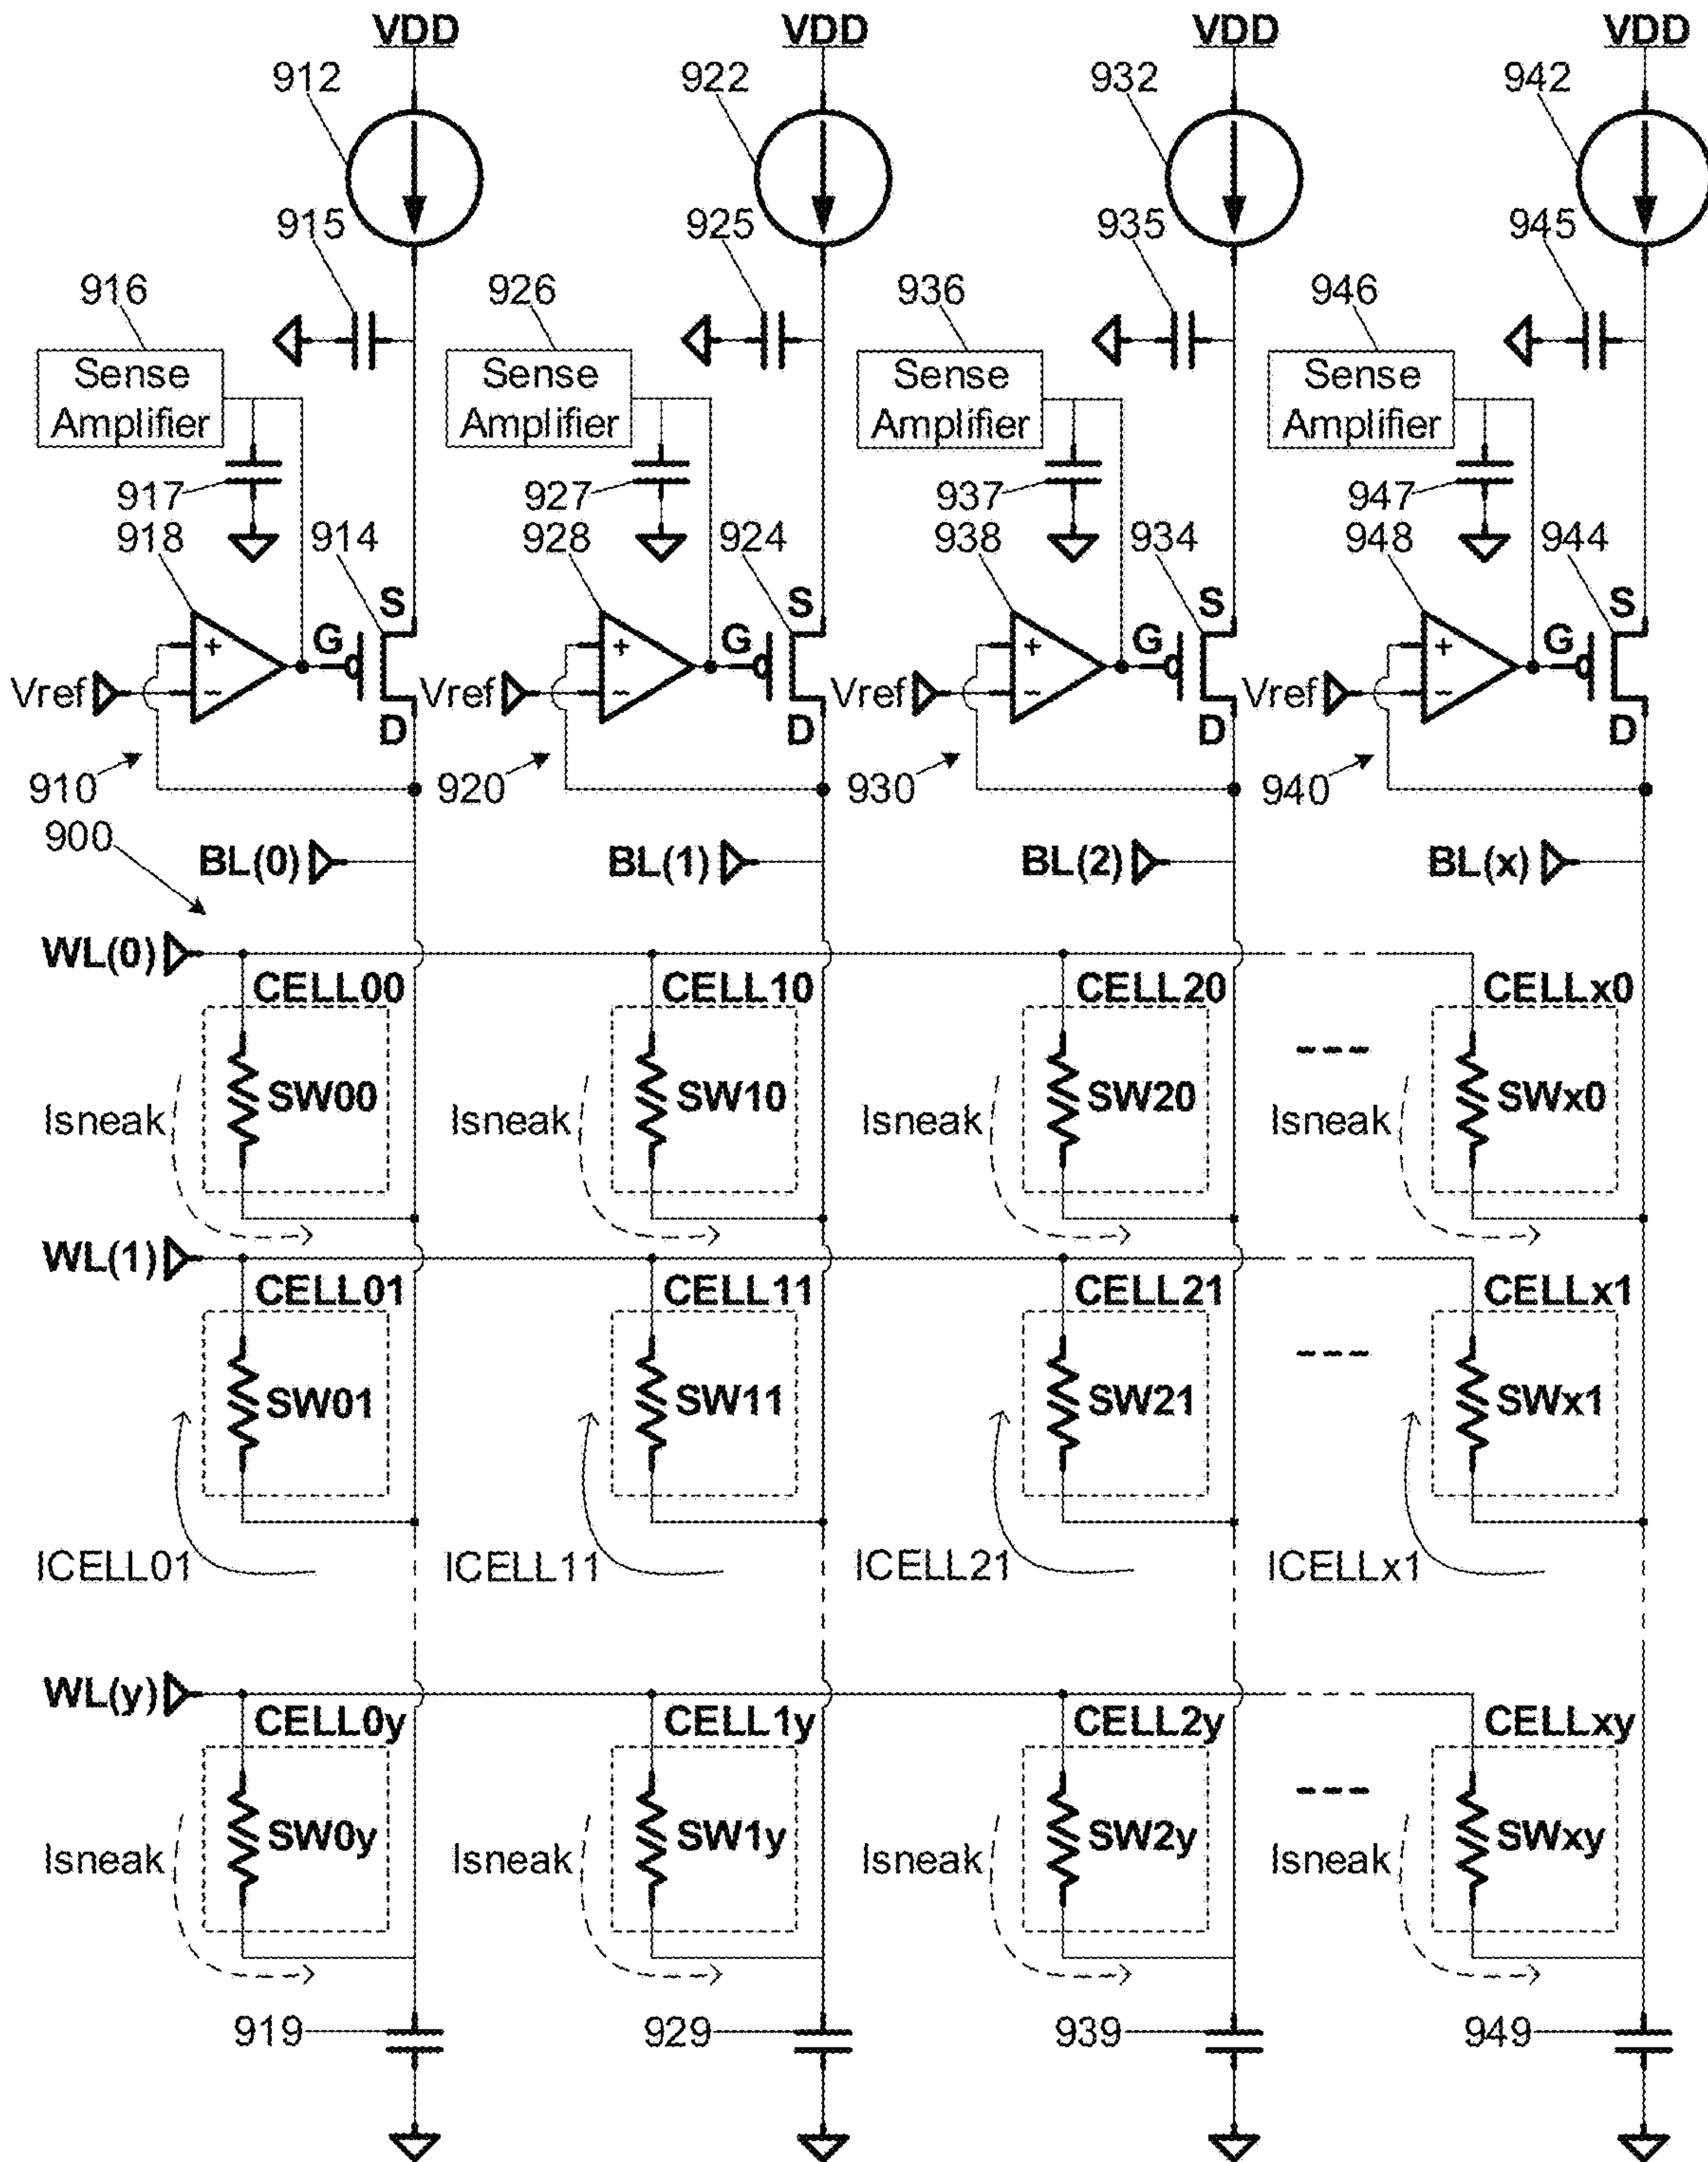 VDD VDD VDD VDD
912 922 932 942
915 925 935 945
916 926 936 946
Sense Sense Sense Sense
Amplifier Amplifier Amplifier Amplifier
917 927 937 947
918 914 928 924 938 934 948 944
S S S S
+ G + G + G + G
Vref − Vref − Vref − Vref −
D D D D
910 920 930 940
900
BL(0) BL(1) BL(2) BL(x)
WL(0)
CELL00 CELL10 CELL20 CELLx0
SW00 SW10 SW20 SWx0
Isneak Isneak Isneak Isneak
WL(1)
CELL01 CELL11 CELL21 CELLx1
SW01 SW11 SW21 SWx1
ICELL01 ICELL11 ICELL21 ICELLx1
WL(y)
CELL0y CELL1y CELL2y CELLxy
SW0y SW1y SW2y SWxy
Isneak Isneak Isneak Isneak
919 929 939 949